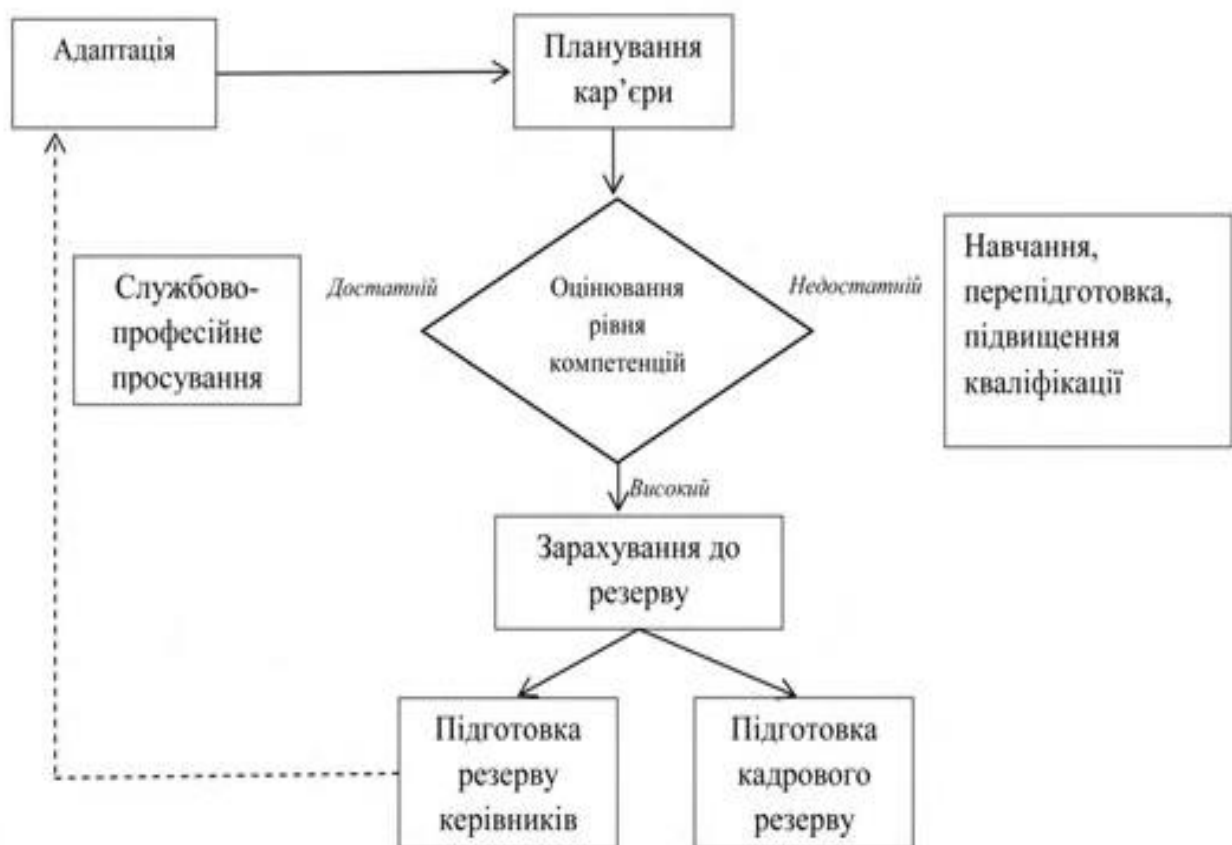 Адаптація
Планування
кар’єри
Службово-
професійне
просування
Достатній
Оцінювання
рівня
компетенцій
Недостатній
Навчання,
перепідготовка,
підвищення
кваліфікації
Високий
Зарахування до
резерву
Підготовка
резерву
керівників
Підготовка
кадрового
резерву